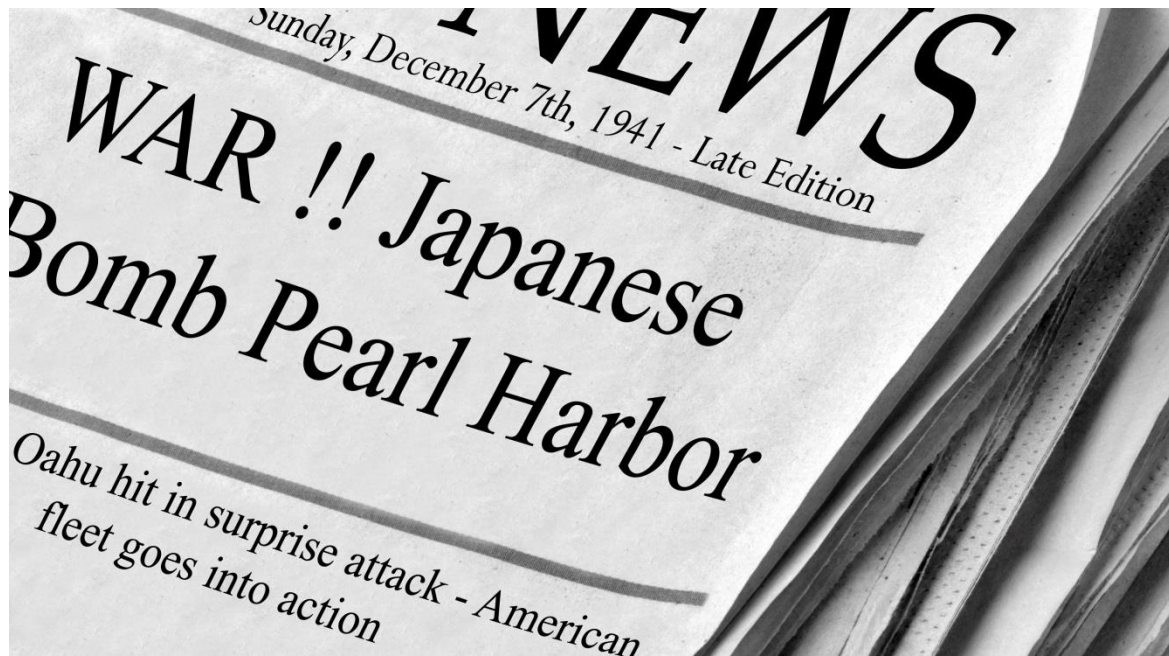 NEWS
Sunday, December 7th, 1941 - Late Edition
WAR !! Japanese
Bomb Pearl Harbor
Oahu hit in surprise attack - American
fleet goes into action